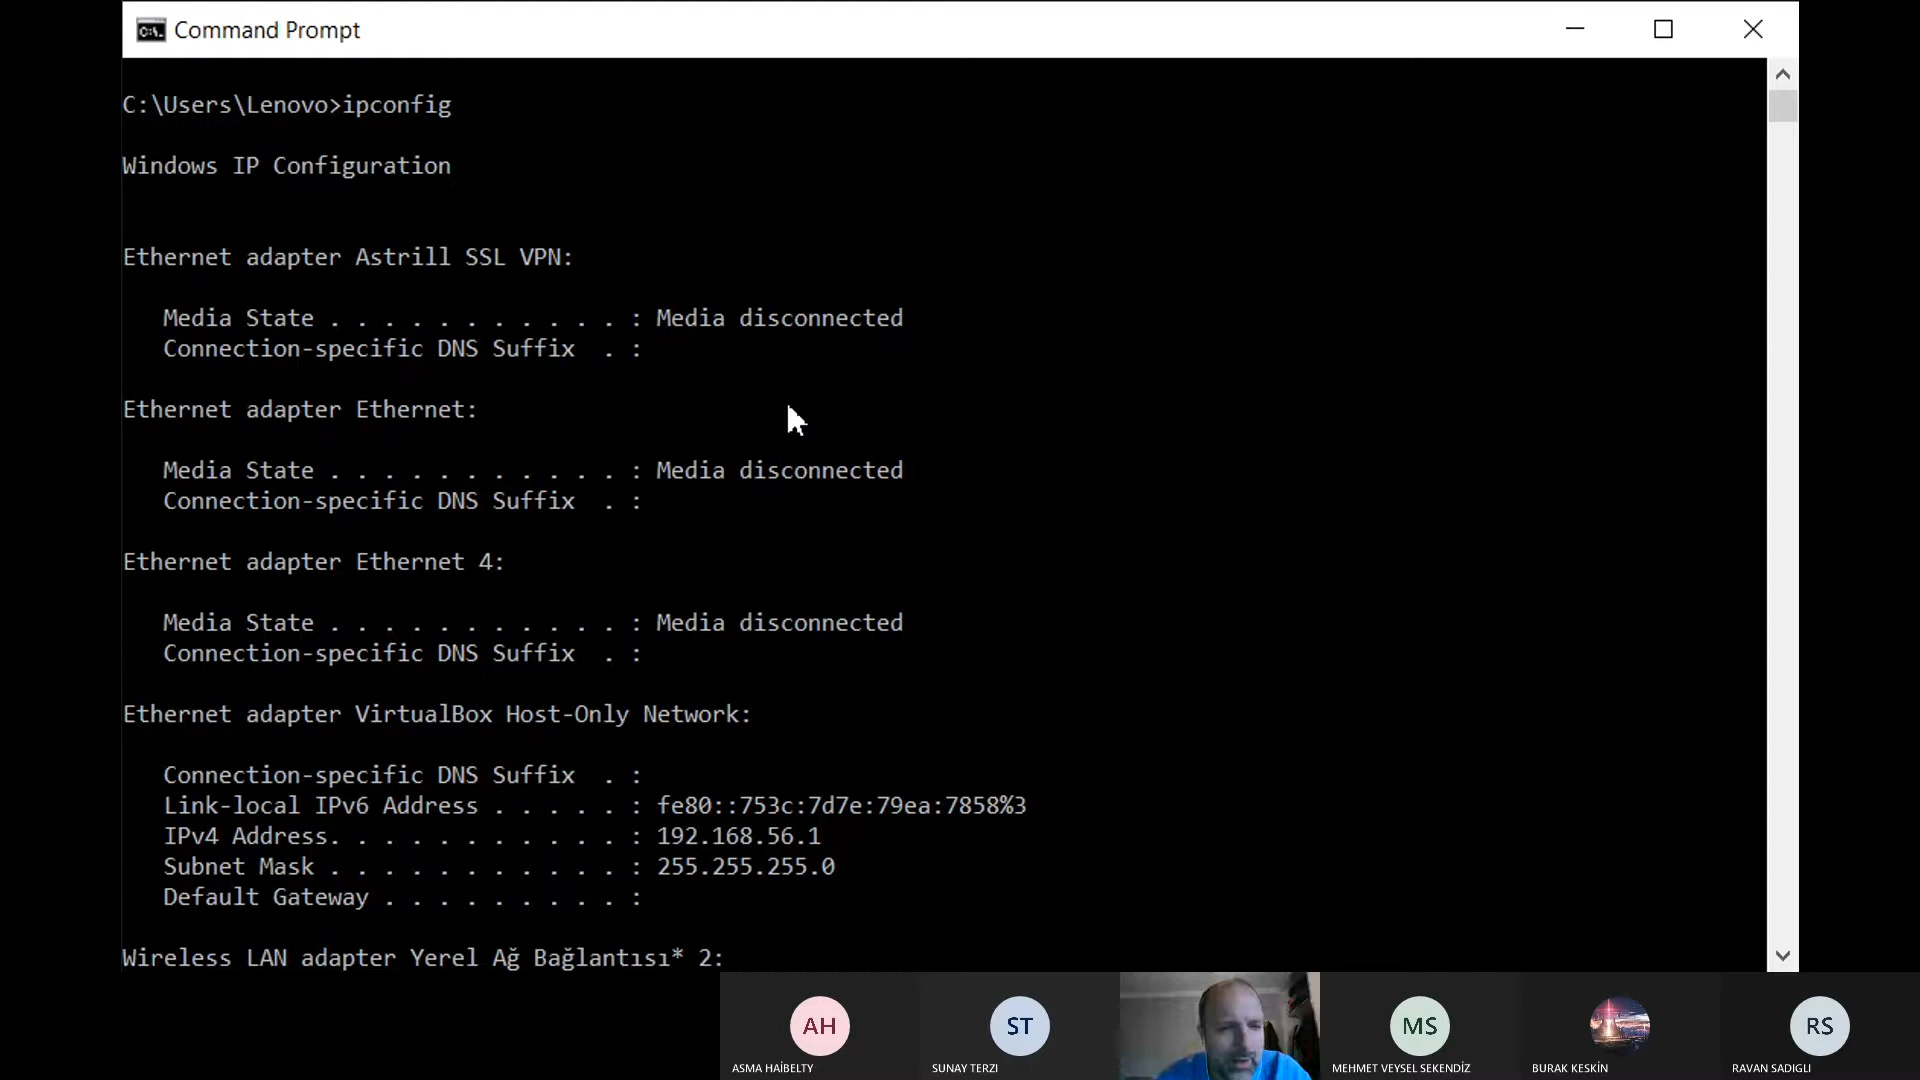 Command Prompt
C:\Users\Lenovo>ipconfig
Windows IP Configuration
Ethernet adapter Astrill SSL VPN:
Media State . . . . . . . . . . . : Media disconnected
Connection-specific DNS Suffix  . :
Ethernet adapter Ethernet:
Media State . . . . . . . . . . . : Media disconnected
Connection-specific DNS Suffix  . :
Ethernet adapter Ethernet 4:
Media State . . . . . . . . . . . : Media disconnected
Connection-specific DNS Suffix  . :
Ethernet adapter VirtualBox Host-Only Network:
Connection-specific DNS Suffix  . :
Link-local IPv6 Address . . . . . : fe80::753c:7d7e:79ea:7858%3
IPv4 Address. . . . . . . . . . . : 192.168.56.1
Subnet Mask . . . . . . . . . . . : 255.255.255.0
Default Gateway . . . . . . . . . :
Wireless LAN adapter Yerel Ağ Bağlantısı* 2:
AH ST MS RS
ASMA HAİBELTY SUNAY TERZI MEHMET VEYSEL SEKENDİZ BURAK KESKİN RAVAN SADIGLI